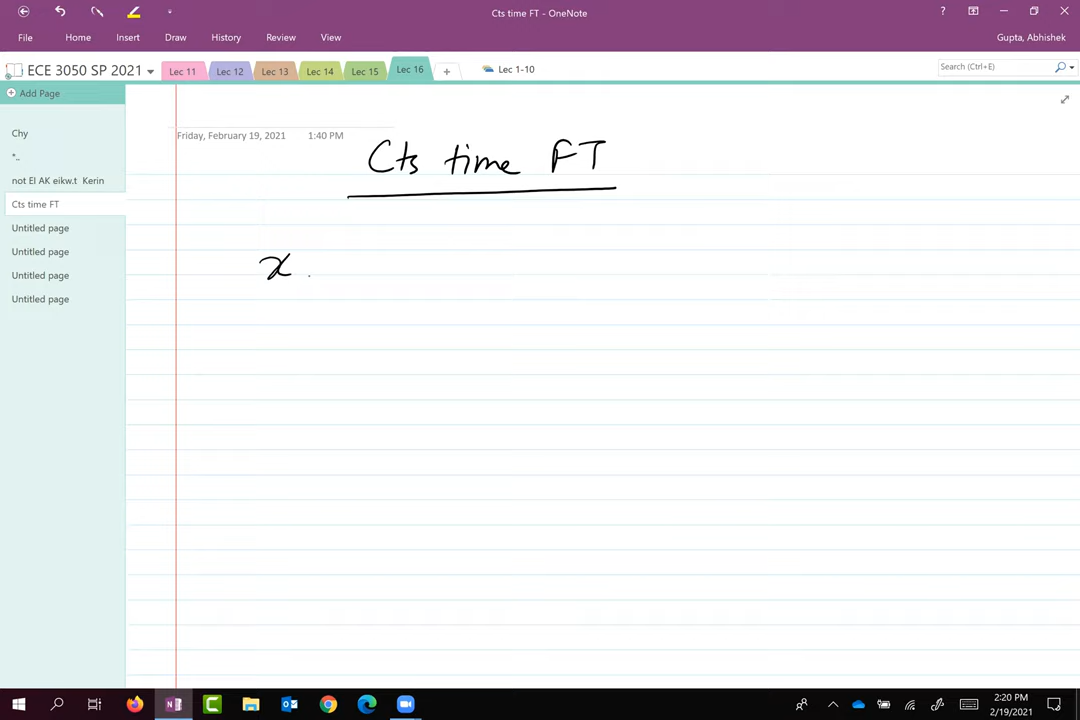 Cts time FT - OneNote
?
File Home Insert Draw History Review View Gupta, Abhishek
ECE 3050 SP 2021 Lec 11 Lec 12 Lec 13 Lec 14 Lec 15 Lec 16 + Lec 1-10 Search (Ctrl+E)
+ Add Page
Friday, February 19, 2021 1:40 PM
Cts time FT
Chy
*..
not El AK eikw.t Kerin
Cts time FT
Untitled page
Untitled page
x .
Untitled page
Untitled page
2:20 PM
2/19/2021